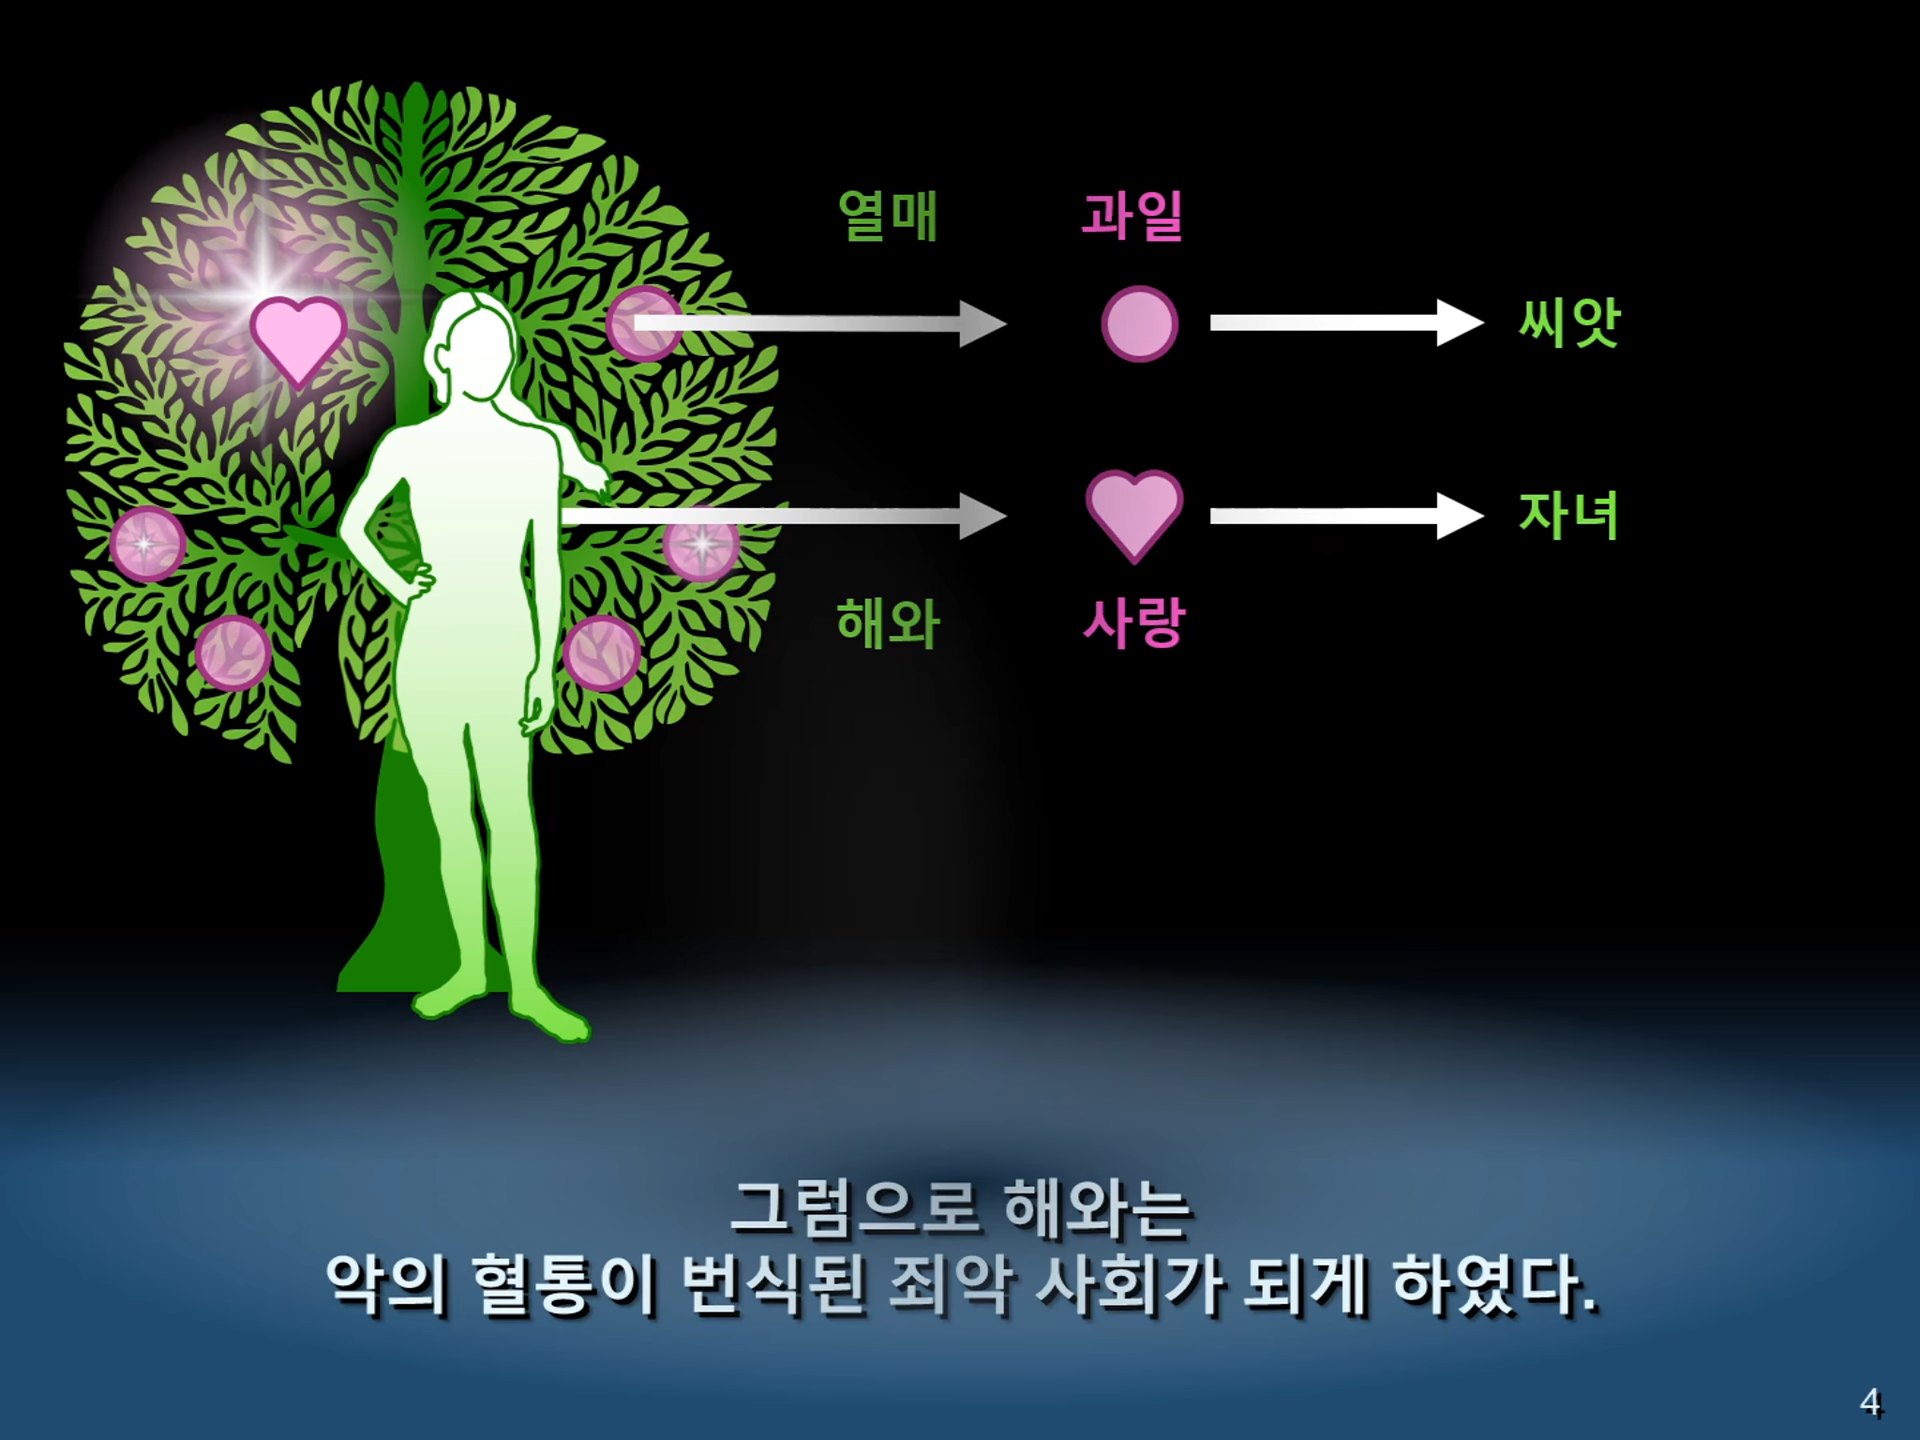 열매
과일
씨앗
자녀
해와
사랑
그럼으로 해와는
악의 혈통이 번식된 죄악 사회가 되게 하였다.
4